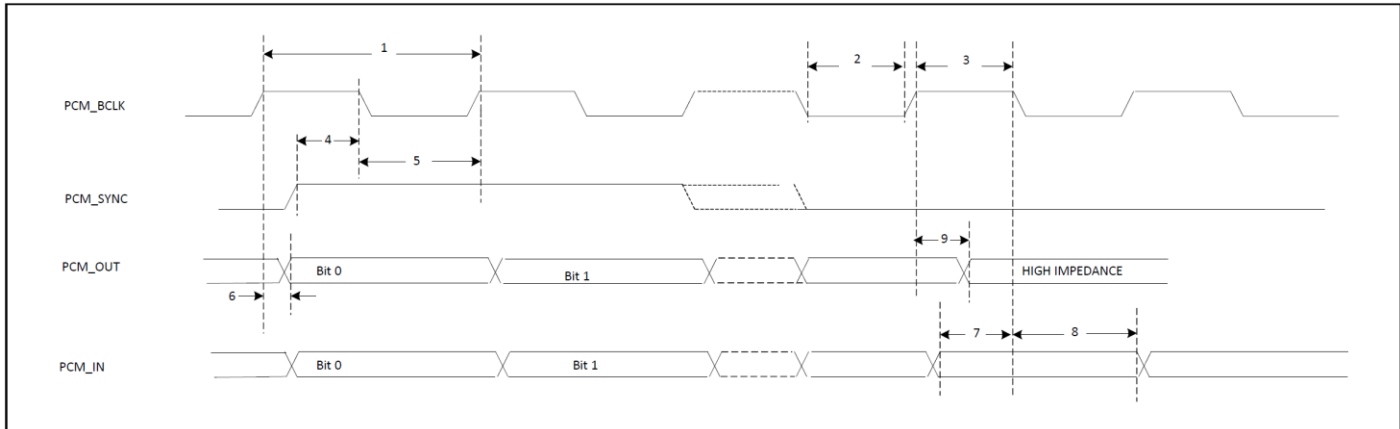 1
2
3
PCM_BCLK
4
5
PCM_SYNC
9
PCM_OUT
Bit 0
Bit 1
HIGH IMPEDANCE
6
7
8
PCM_IN
Bit 0
Bit 1